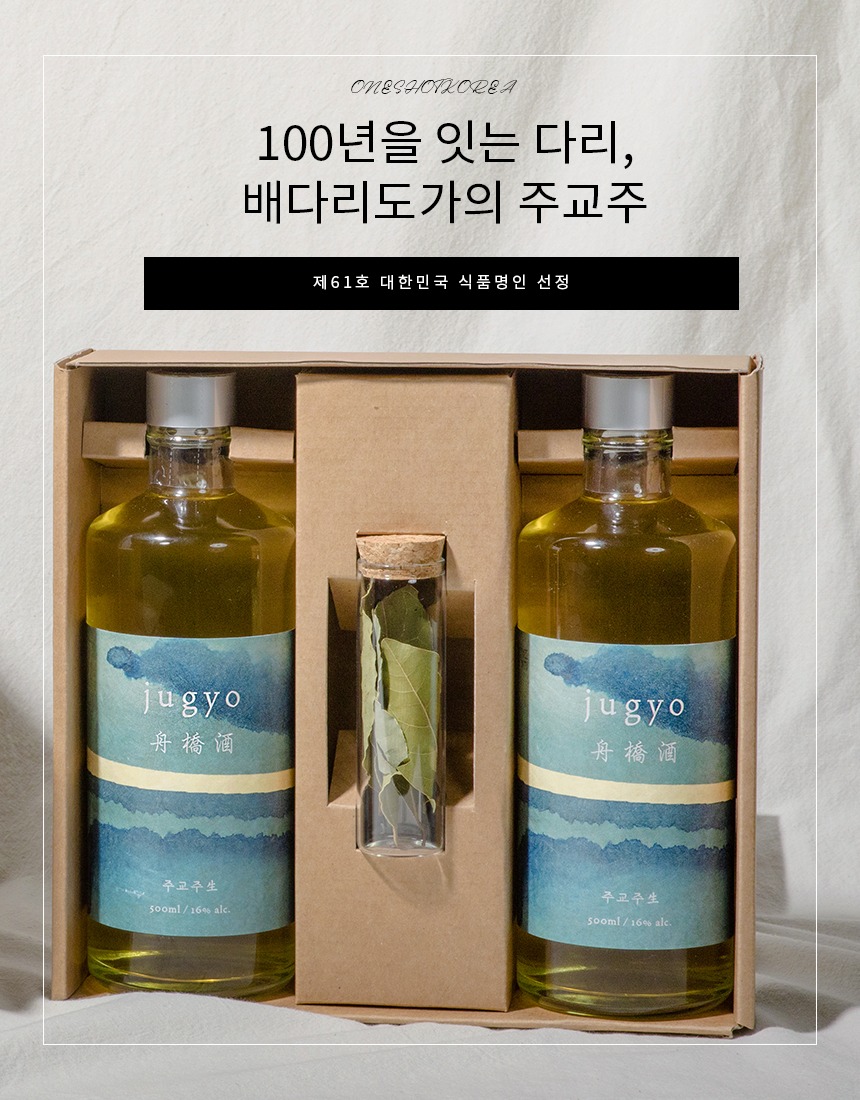 ONESHOTKOREA
100년을 잇는 다리,
배다리도가의 주교주
제61호 대한민국 식품명인 선정
jugyo
舟橋酒
주교주生
500ml / 16% alc.
jugyo
舟橋酒
주교주生
500ml / 16% alc.